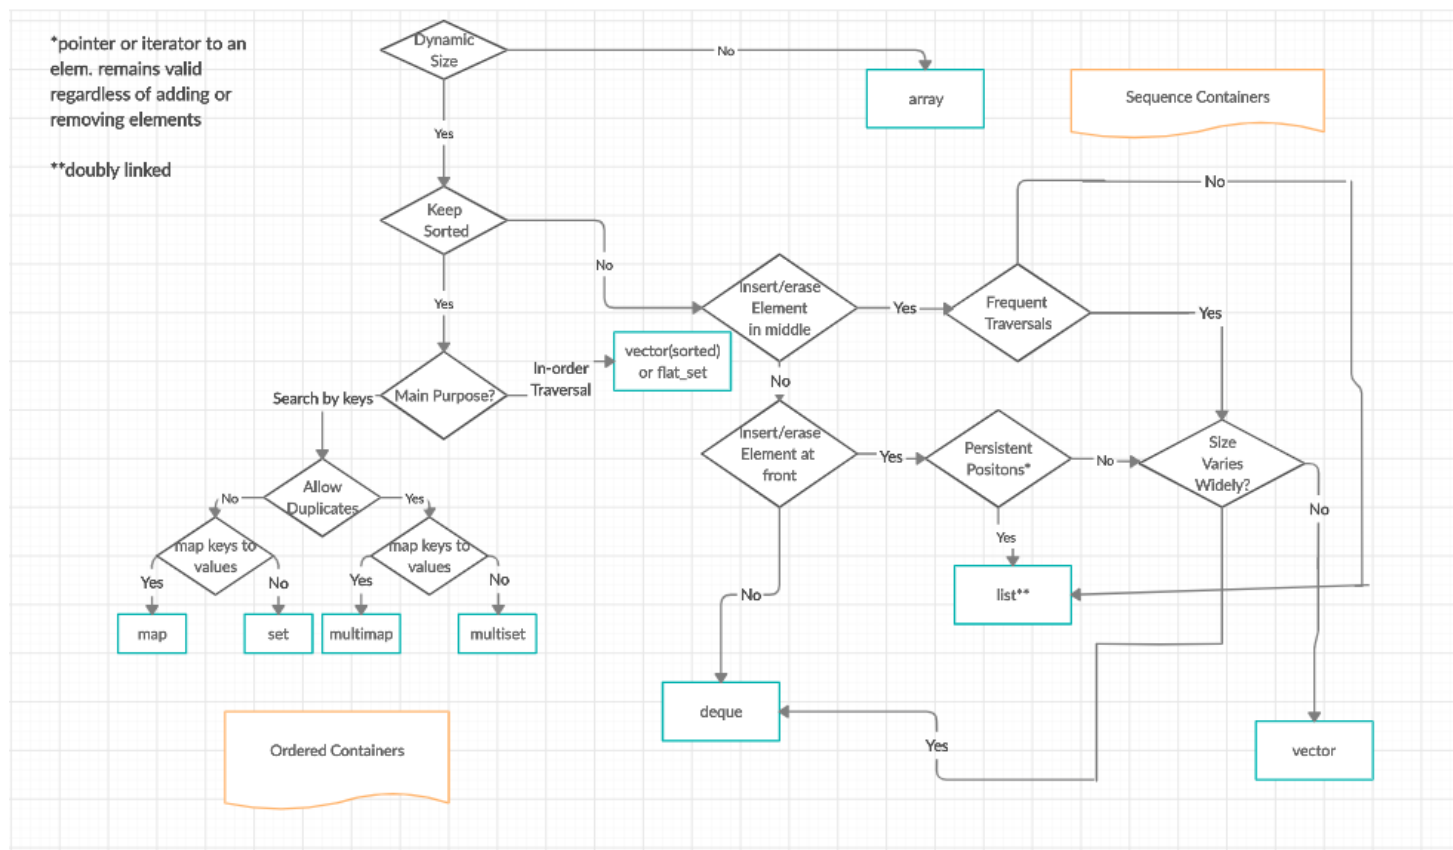 *pointer or iterator to an
elem. remains valid
regardless of adding or
removing elements
**doubly linked
Dynamic
Size
No
array
Sequence Containers
Yes
Keep
Sorted
No
No
Yes
Insert/erase
Element
in middle
Yes
Frequent
Traversals
Yes
vector(sorted)
or flat_set
In-order
Traversal
Main Purpose?
Search by keys
No
Insert/erase
Element at
front
Yes
Persistent
Positons*
No
Size
Varies
Widely?
No
Allow
Duplicates
No
Yes
map keys to
values
map keys to
values
Yes
No
Yes
No
Yes
No
list**
map
set
multimap
multiset
deque
Yes
vector
Ordered Containers